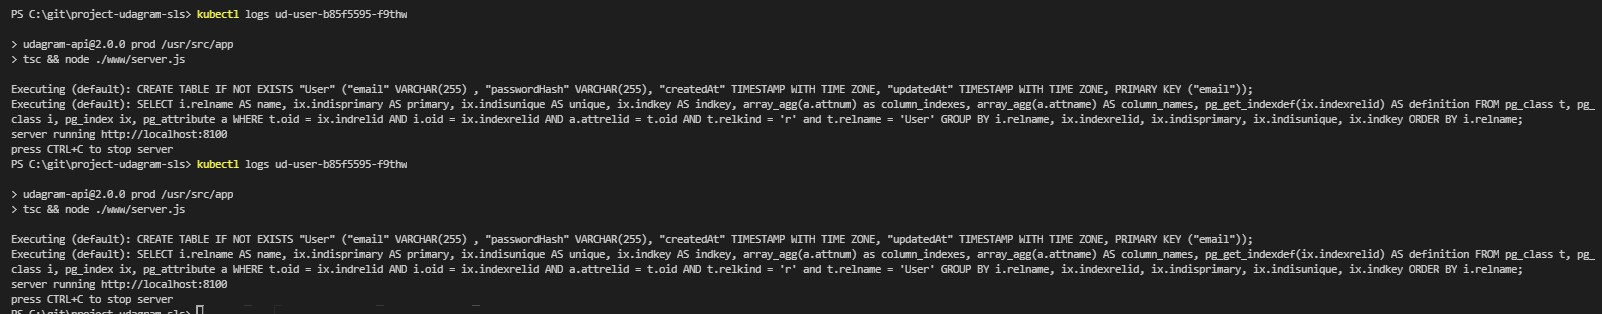 PS C:\git\project-udagram-sls> kubectl logs ud-user-b85f5595-f9thw
> udagram-api@2.0.0 prod /usr/src/app
> tsc && node ./www/server.js
Executing (default): CREATE TABLE IF NOT EXISTS "User" ("email" VARCHAR(255) , "passwordHash" VARCHAR(255), "createdAt" TIMESTAMP WITH TIME ZONE, "updatedAt" TIMESTAMP WITH TIME ZONE, PRIMARY KEY ("email"));
Executing (default): SELECT i.relname AS name, ix.indisprimary AS primary, ix.indisunique AS unique, ix.indkey AS indkey, array_agg(a.attnum) as column_indexes, array_agg(a.attname) AS column_names, pg_get_indexdef(ix.indexrelid) AS definition FROM pg_class t, pg_
class i, pg_index ix, pg_attribute a WHERE t.oid = ix.indrelid AND i.oid = ix.indexrelid AND a.attrelid = t.oid AND t.relkind = 'r' and t.relname = 'User' GROUP BY i.relname, ix.indexrelid, ix.indisprimary, ix.indisunique, ix.indkey ORDER BY i.relname;
server running http://localhost:8100
press CTRL+C to stop server
PS C:\git\project-udagram-sls> kubectl logs ud-user-b85f5595-f9thw
> udagram-api@2.0.0 prod /usr/src/app
> tsc && node ./www/server.js
Executing (default): CREATE TABLE IF NOT EXISTS "User" ("email" VARCHAR(255) , "passwordHash" VARCHAR(255), "createdAt" TIMESTAMP WITH TIME ZONE, "updatedAt" TIMESTAMP WITH TIME ZONE, PRIMARY KEY ("email"));
Executing (default): SELECT i.relname AS name, ix.indisprimary AS primary, ix.indisunique AS unique, ix.indkey AS indkey, array_agg(a.attnum) as column_indexes, array_agg(a.attname) AS column_names, pg_get_indexdef(ix.indexrelid) AS definition FROM pg_class t, pg_
class i, pg_index ix, pg_attribute a WHERE t.oid = ix.indrelid AND i.oid = ix.indexrelid AND a.attrelid = t.oid AND t.relkind = 'r' and t.relname = 'User' GROUP BY i.relname, ix.indexrelid, ix.indisprimary, ix.indisunique, ix.indkey ORDER BY i.relname;
server running http://localhost:8100
press CTRL+C to stop server
PS C:\git\project-udagram-sls>